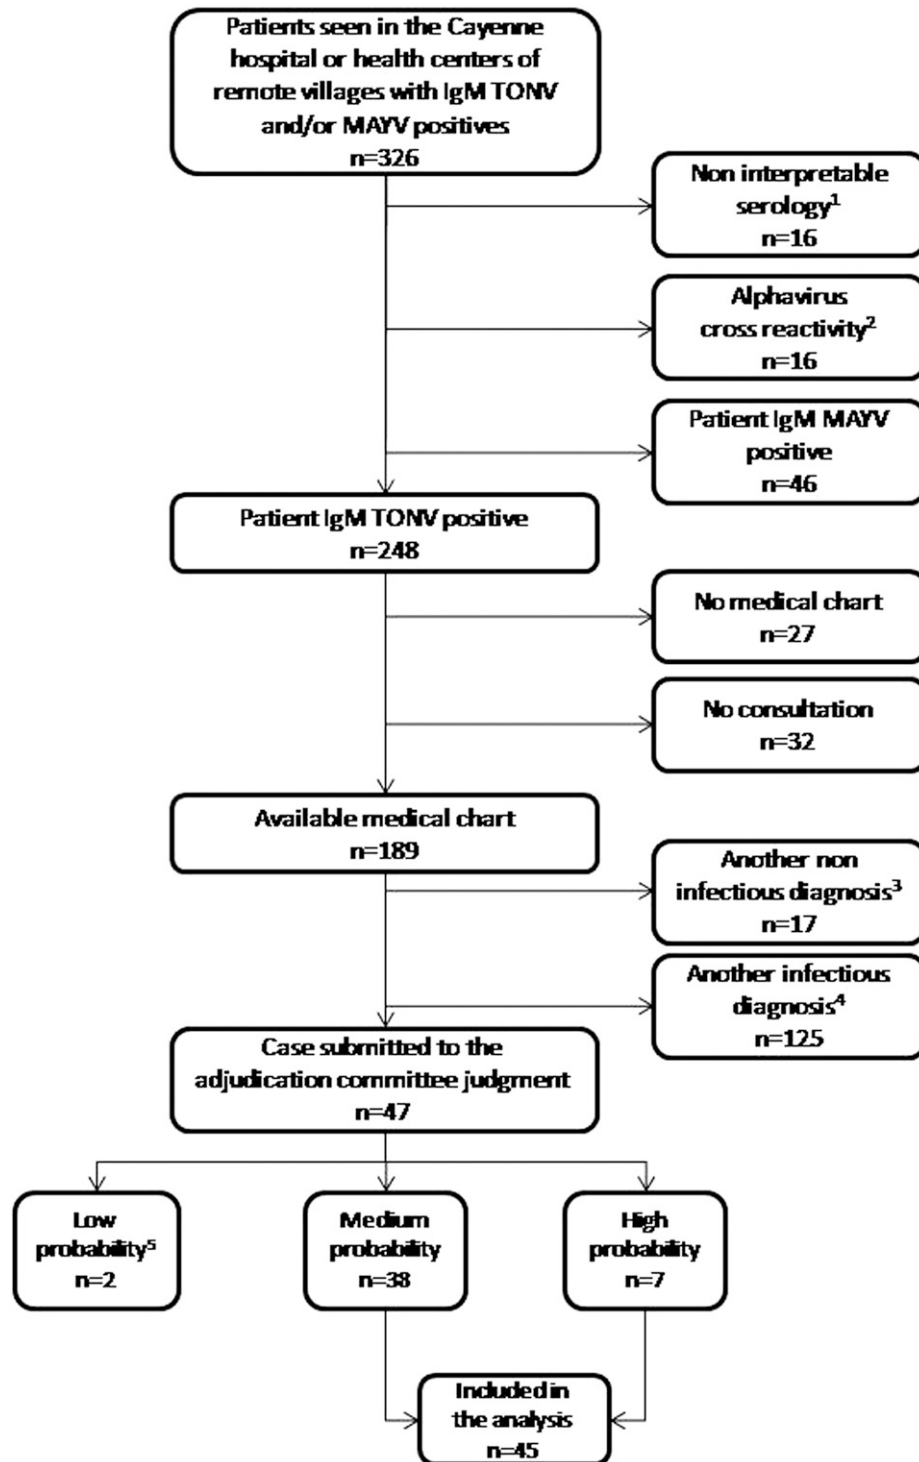 Patients seen in the Cayenne
hospital or health centers of
remote villages with IgM TONV
and/or MAYV positives
n=326
Non interpretable
serology¹
n=16
Alphavirus
cross reactivity²
n=16
Patient IgM MAYV
positive
n=46
Patient IgM TONV positive
n=248
No medical chart
n=27
No consultation
n=32
Available medical chart
n=189
Another non
infectious diagnosis³
n=17
Another infectious
diagnosis⁴
n=125
Case submitted to the
adjudication committee judgment
n=47
Low
probability⁵
n=2
Medium
probability
n=38
High
probability
n=7
Included in
the analysis
n=45